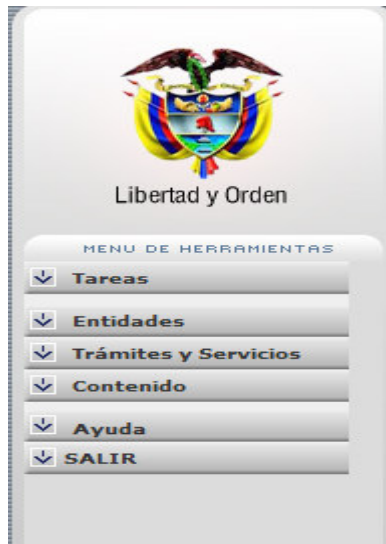 Libertad y Orden
MENU DE HERRAMIENTAS
Tareas
Entidades
Trámites y Servicios
Contenido
Ayuda
SALIR